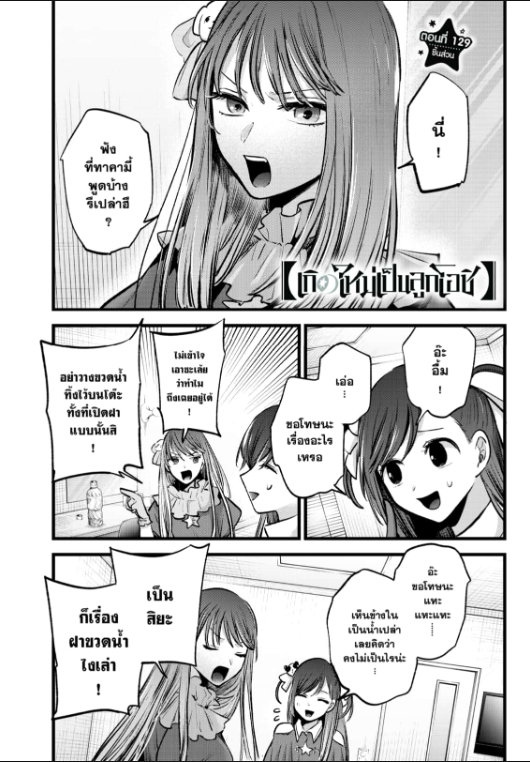 ตอนที่ 129
ชิ้นส่วน
นี่
!
ฟัง
ที่ทาคามี้
พูดบ้าง
รึเปล่าฮึ
?
【เกิดใหม่เป็นลูกโอชิ】
อ๊ะ
อื้ม
!
เอ่อ
…
ขอโทษนะ
เรื่องอะไร
เหรอ
ไม่เข้าใจ
เอาซะเลย
ว่าทำไม
ถึงเฉยอยู่ได้
!
อย่าวางขวดน้ำ
ทิ้งไว้บนโต๊ะ
ทั้งที่เปิดฝา
แบบนั้นสิ
!
อ๊ะ
ขอโทษนะ
แหะ
แหะแหะ
…
เห็นข้างใน
เป็นน้ำเปล่า
เลยคิดว่า
คงไม่เป็นไรน่ะ
…
เป็น
สิยะ
ก็เรื่อง
ฝาขวดน้ำ
ไงเล่า
!